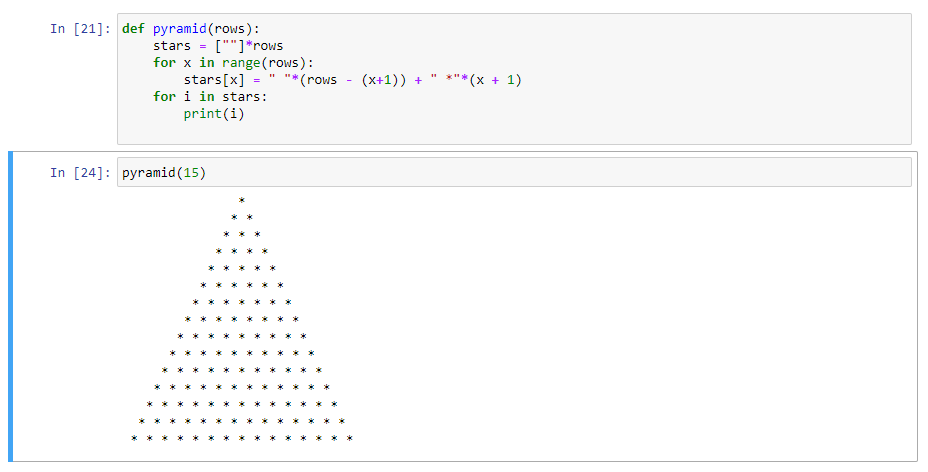 In [21]: def pyramid(rows):
    stars = [""]*rows
    for x in range(rows):
        stars[x] = " "*(rows - (x+1)) + " *"*(x + 1)
    for i in stars:
        print(i)
In [24]: pyramid(15)
               *
              * *
             * * *
            * * * *
           * * * * *
          * * * * * *
         * * * * * * *
        * * * * * * * *
       * * * * * * * * *
      * * * * * * * * * *
     * * * * * * * * * * *
    * * * * * * * * * * * *
   * * * * * * * * * * * * *
  * * * * * * * * * * * * * *
 * * * * * * * * * * * * * * *